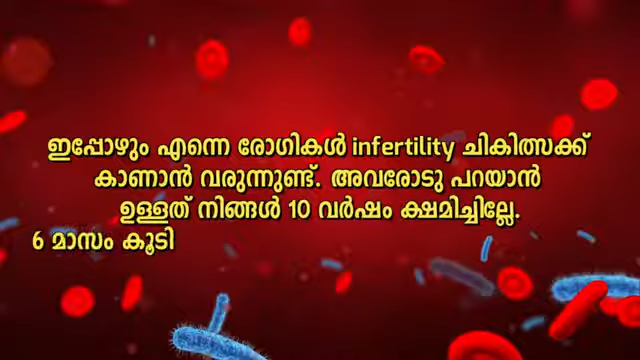 ഇപ്പോഴും എന്നെ രോഗികൾ infertility ചികിത്സക്ക്
കാണാൻ വരുന്നുണ്ട്. അവരോടു പറയാൻ
ഉള്ളത് നിങ്ങൾ 10 വർഷം ക്ഷമിച്ചില്ലേ.
6 മാസം കൂടി